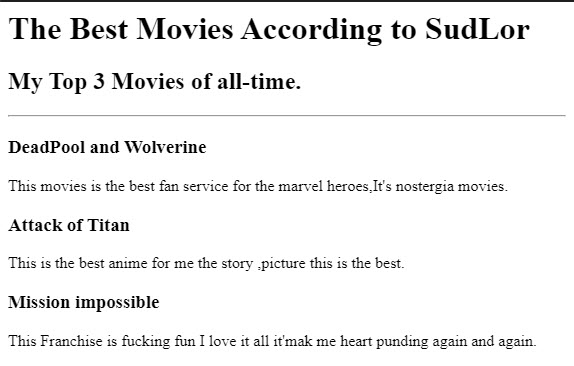 The Best Movies According to SudLor
My Top 3 Movies of all-time.
DeadPool and Wolverine
This movies is the best fan service for the marvel heroes,It's nostergia movies.
Attack of Titan
This is the best anime for me the story ,picture this is the best.
Mission impossible
This Franchise is fucking fun I love it all it'mak me heart punding again and again.